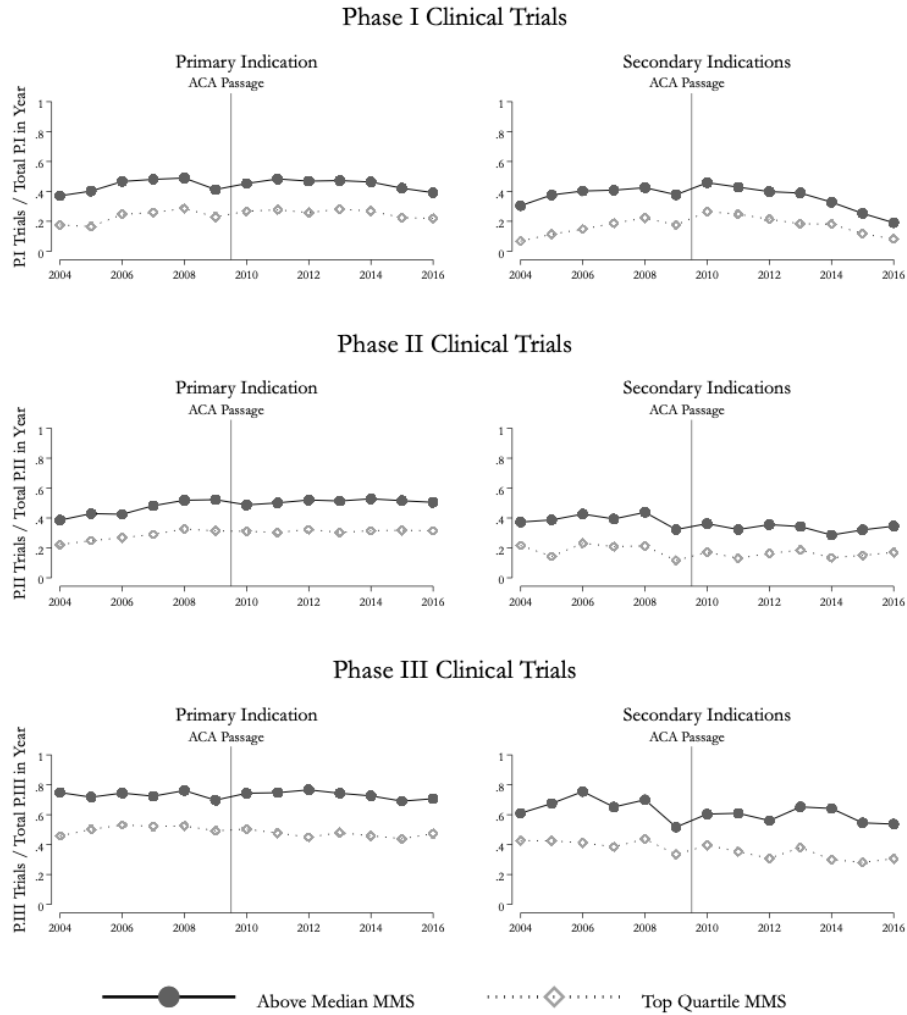 Phase I Clinical Trials
Primary Indication
ACA Passage
P.I Trials / Total P.I in Year
1
.8
.6
.4
.2
0
2004 2006 2008 2010 2012 2014 2016
Secondary Indications
ACA Passage
1
.8
.6
.4
.2
0
2004 2006 2008 2010 2012 2014 2016
Phase II Clinical Trials
Primary Indication
ACA Passage
P.II Trials / Total P.II in Year
1
.8
.6
.4
.2
0
2004 2006 2008 2010 2012 2014 2016
Secondary Indications
ACA Passage
1
.8
.6
.4
.2
0
2004 2006 2008 2010 2012 2014 2016
Phase III Clinical Trials
Primary Indication
ACA Passage
P.III Trials / Total P.III in Year
1
.8
.6
.4
.2
0
2004 2006 2008 2010 2012 2014 2016
Secondary Indications
ACA Passage
1
.8
.6
.4
.2
0
2004 2006 2008 2010 2012 2014 2016
Above Median MMS
Top Quartile MMS